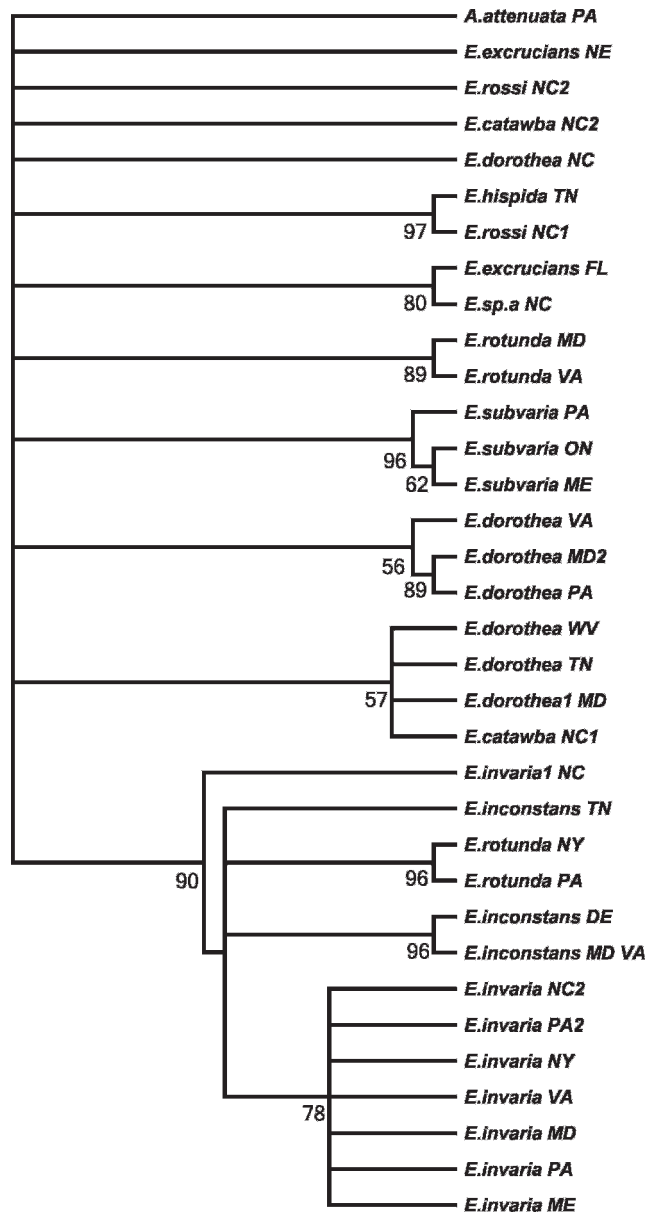 A.attenuata PA
E.excrucians NE
E.rossi NC2
E.catawba NC2
E.dorothea NC
E.hispida TN
97
E.rossi NC1
E.excrucians FL
80
E.sp.a NC
E.rotunda MD
89
E.rotunda VA
E.subvaria PA
E.subvaria ON
96
62
E.subvaria ME
E.dorothea VA
E.dorothea MD2
56
89
E.dorothea PA
E.dorothea WV
E.dorothea TN
57
E.dorothea1 MD
E.catawba NC1
E.invaria1 NC
E.inconstans TN
E.rotunda NY
90
96
E.rotunda PA
E.inconstans DE
96
E.inconstans MD VA
E.invaria NC2
E.invaria PA2
E.invaria NY
E.invaria VA
78
E.invaria MD
E.invaria PA
E.invaria ME